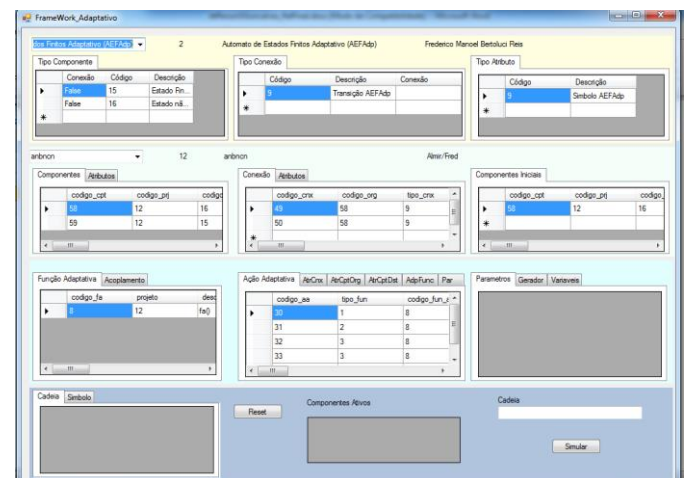 FrameWork_Adaptativo
dos Finitos Adaptativo (AEFAdp) 2 Automato de Estados Finitos Adaptativo (AEFAdp) Frederico Manoel Bertoluci Reis
Tipo Componente Tipo Conexão Tipo Atributo
Conexão Código Descrição Código Descrição Conexão Código Descrição
False 15 Estado Fin... 9 Transição AEFAdp 9 Simbolo AEFAdp
False 16 Estado nã...
anbncn 12 anbncn Almir/Fred
Componentes Atributos Conexão Atributos Componentes Iniciais
codigo_cpt codigo_prj codigo codigo_cnx codigo_org tipo_cnx codigo_cpt codigo_prj codigo_
58 12 16 49 58 9 58 12 16
59 12 15 50 58 9
Função Adaptativa Acoplamento Ação Adaptativa AtrCnx AtrCptOrg AtrCptDst AdpFunc Par Parametros Gerador Variaveis
codigo_fa projeto desc codigo_aa tipo_fun codigo_fun_
8 12 fa() 30 1 8
31 2 8
32 3 8
33 3 8
Cadeia Simbolo Reset Componentes Ativos Cadeia
Simular